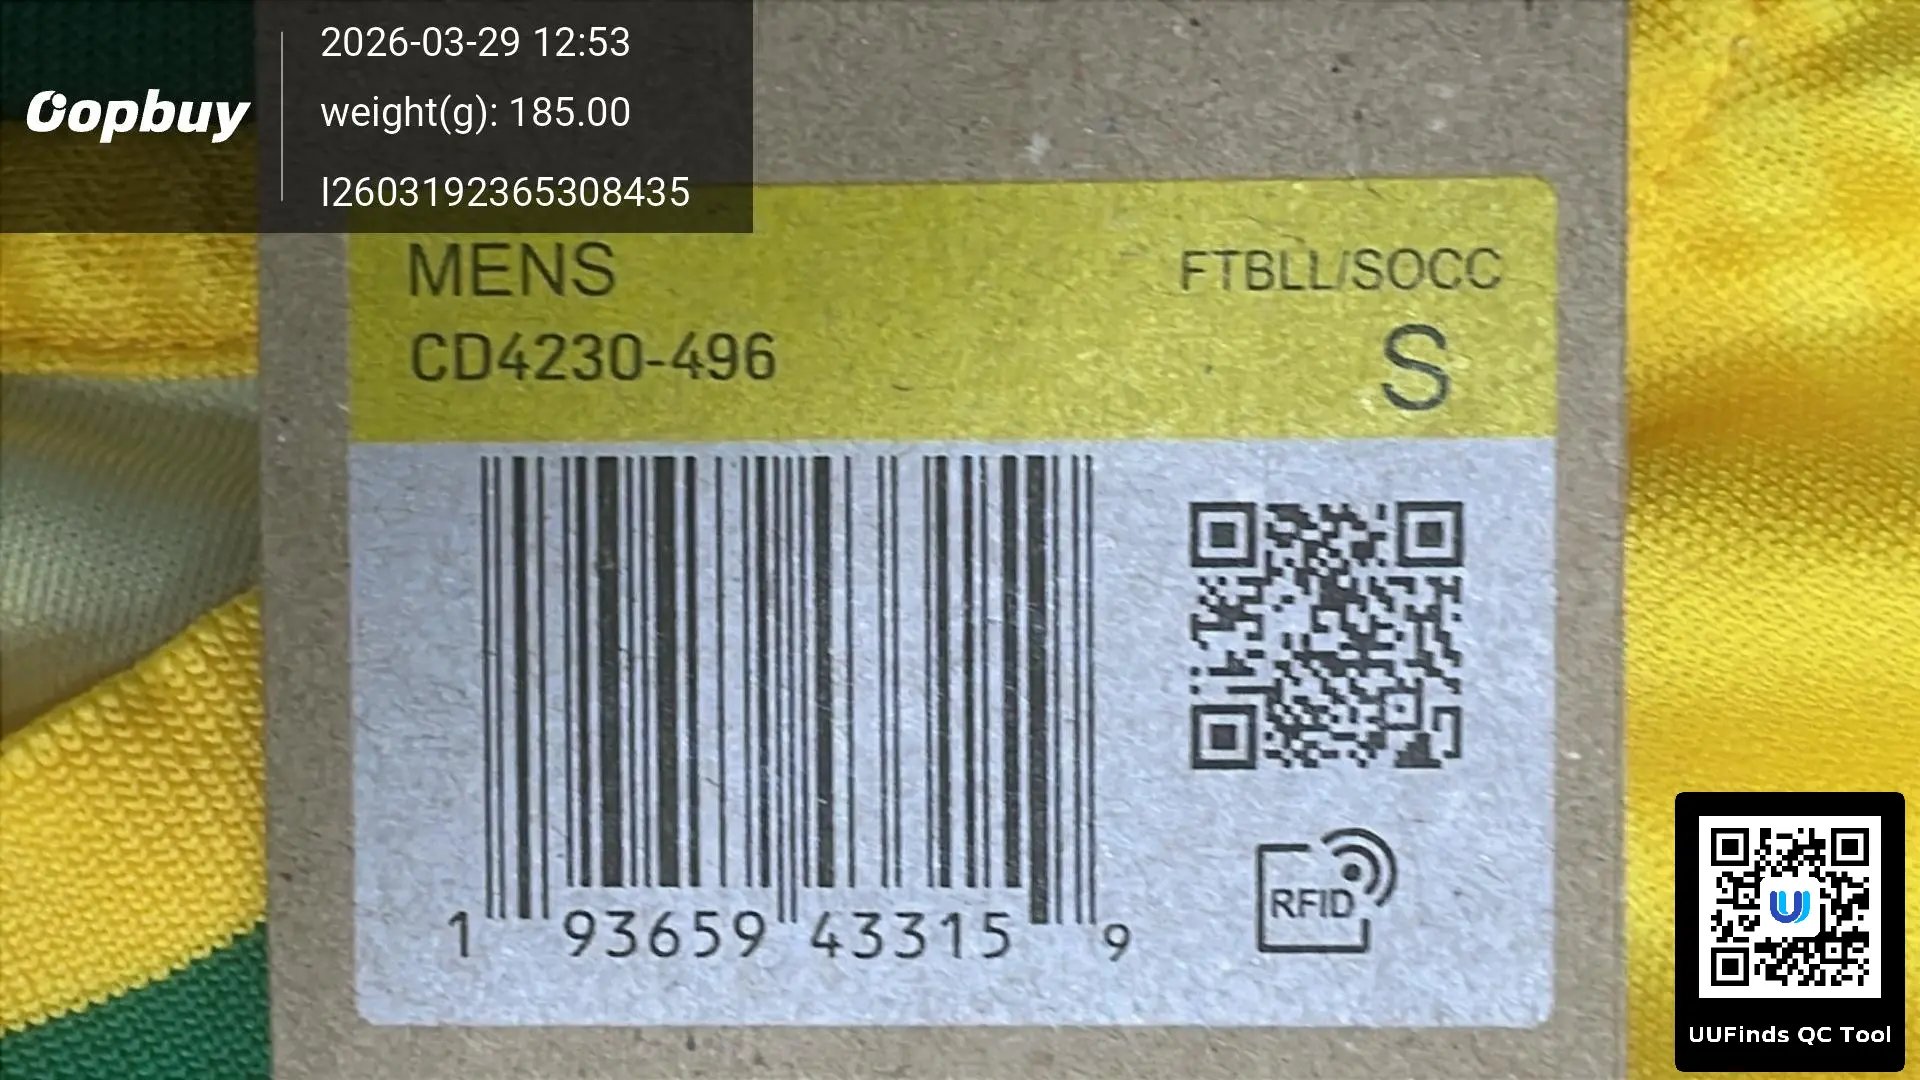 oopbuy
2026-03-29 12:53
weight(g): 185.00
I2603192365308435
MENS
FTBLL/SOCC
CD4230-496
S
1 93659 43315 9
RFID
UUFinds QC Tool